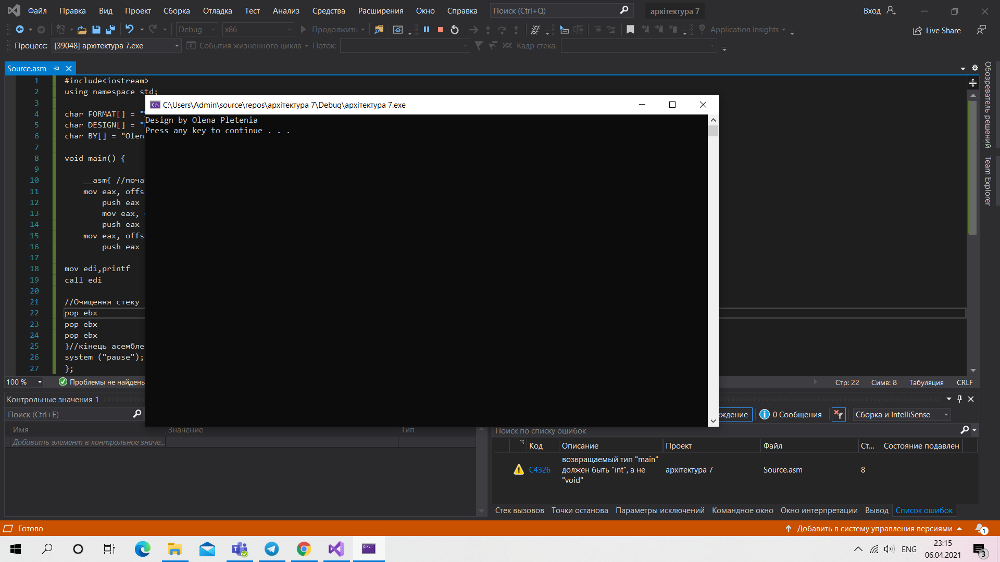 Файл Правка Вид Проект Сборка Отладка Тест Анализ Средства Расширения Окно Справка Поиск (Ctrl+Q) архітектура 7 Вход
Debug x86 Продолжить Application Insights Live Share
Процесс: [39048] архітектура 7.exe События жизненного цикла Поток: Кадр стека:
Source.asm
1 #include<iostream>
2 using namespace std;
3
4 char FORMAT[] = "
5 char DESIGN[] = "
6 char BY[] = "Olen
7
8 void main() {
9
10 __asm{ //поча
11 mov eax, offs
12 push eax
13 mov eax,
14 push eax
15 mov eax, offs
16 push eax
17
18 mov edi,printf
19 call edi
20
21 //Очищення стеку
22 pop ebx
23 pop ebx
24 pop ebx
25 }//кінець асембле
26 system ("pause");
27 };
C:\Users\Admin\source\repos\архітектура 7\Debug\архітектура 7.exe
Design by Olena Pletenia
Press any key to continue . . .
Обозреватель решений
Team Explorer
100 % Проблемы не найдены Стр: 22 Симв: 8 Табуляция CRLF
Контрольные значения 1
Поиск (Ctrl+E)
Имя Значение Тип
Добавить элемент в контрольное значе...
еждение 0 Сообщения Сборка и IntelliSense
Поиск по списку ошибок
Код Описание Проект Файл Ст... Состояние подавлен
C4326 возвращаемый тип "main" должен быть "int", а не "void" архітектура 7 Source.asm 8
Стек вызовов Точки останова Параметры исключений Командное окно Окно интерпретации Вывод Список ошибок
Готово Добавить в систему управления версиями 1
ENG 23:15
06.04.2021 3